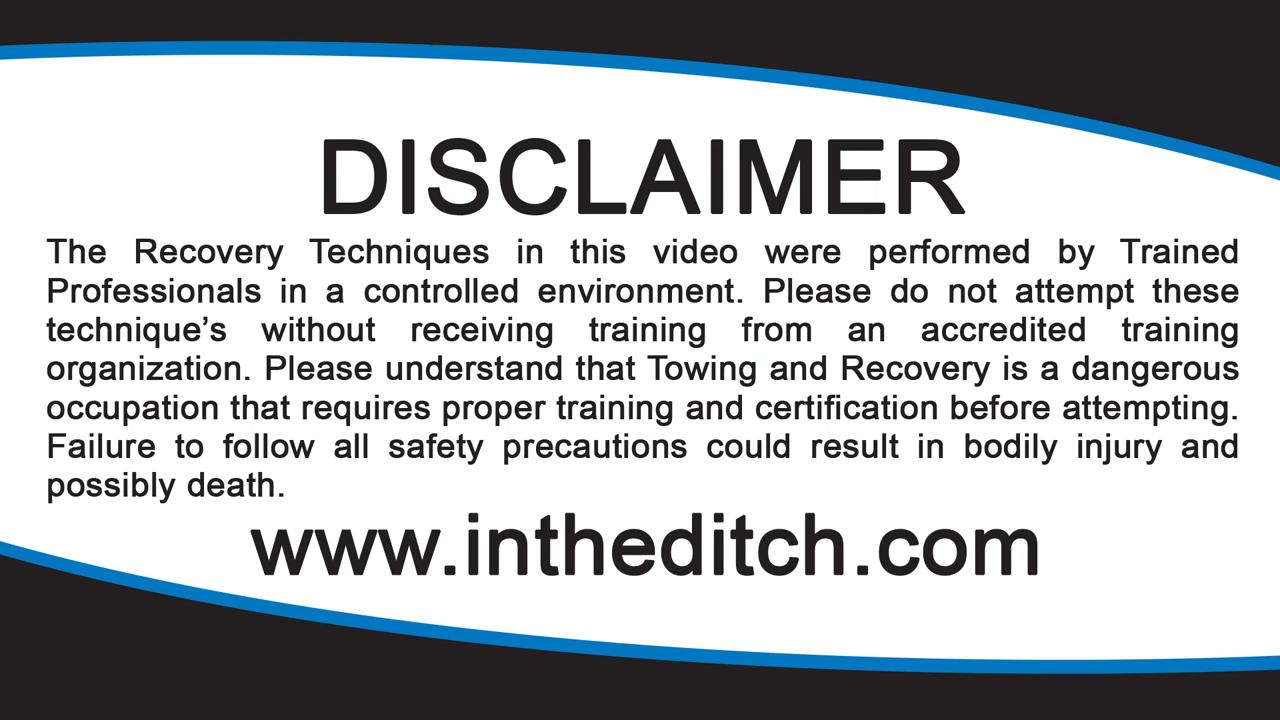 DISCLAIMER
The Recovery Techniques in this video were performed by Trained
Professionals in a controlled environment. Please do not attempt these
technique’s without receiving training from an accredited training
organization. Please understand that Towing and Recovery is a dangerous
occupation that requires proper training and certification before attempting.
Failure to follow all safety precautions could result in bodily injury and
possibly death.
www.intheditch.com